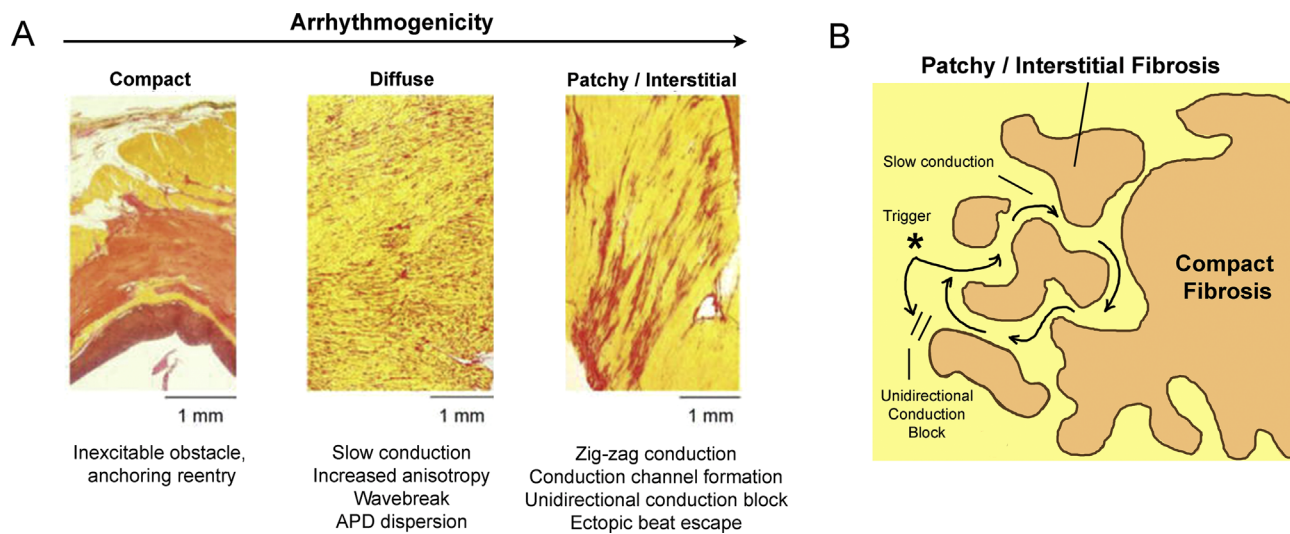 A
Arrhythmogenicity
Compact
Diffuse
Patchy / Interstitial
1 mm
1 mm
1 mm
Inexcitable obstacle,
anchoring reentry
Slow conduction
Increased anisotropy
Wavebreak
APD dispersion
Zig-zag conduction
Conduction channel formation
Unidirectional conduction block
Ectopic beat escape
B
Patchy / Interstitial Fibrosis
Slow conduction
Trigger
*
Compact
Fibrosis
Unidirectional
Conduction
Block